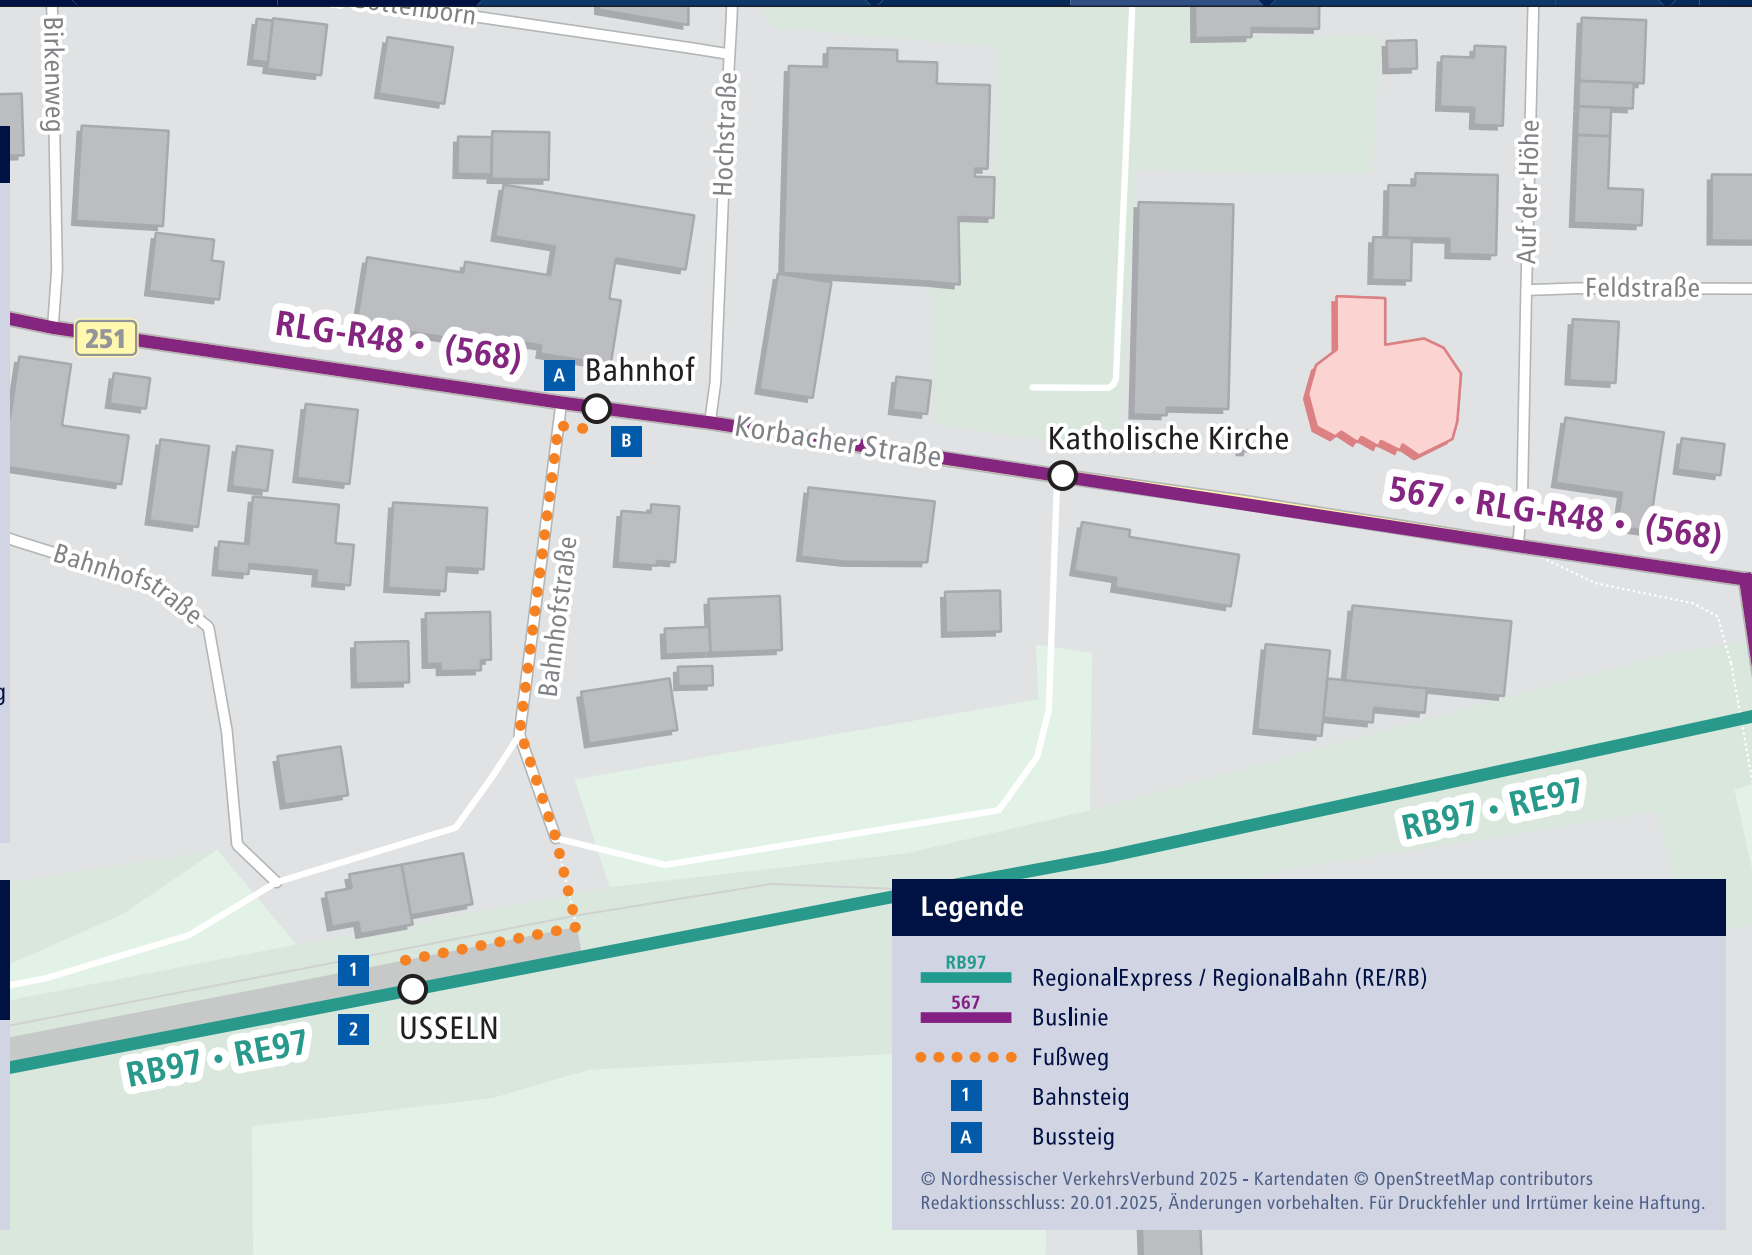 Birkenweg
Hochstraße
Auf der Höhe
Feldstraße
251
RLG-R48 • (568)
A
Bahnhof
B
Korbacher Straße
Katholische Kirche
567 • RLG-R48 • (568)
Bahnhofstraße
Bahnhofstraße
g
RB97 • RE97
1
2
USSELN
RB97 • RE97
Legende
RB97
RegionalExpress / RegionalBahn (RE/RB)
567
Buslinie
Fußweg
1
Bahnsteig
A
Bussteig
© Nordhessischer VerkehrsVerbund 2025 - Kartendaten © OpenStreetMap contributors
Redaktionsschluss: 20.01.2025, Änderungen vorbehalten. Für Druckfehler und Irrtümer keine Haftung.